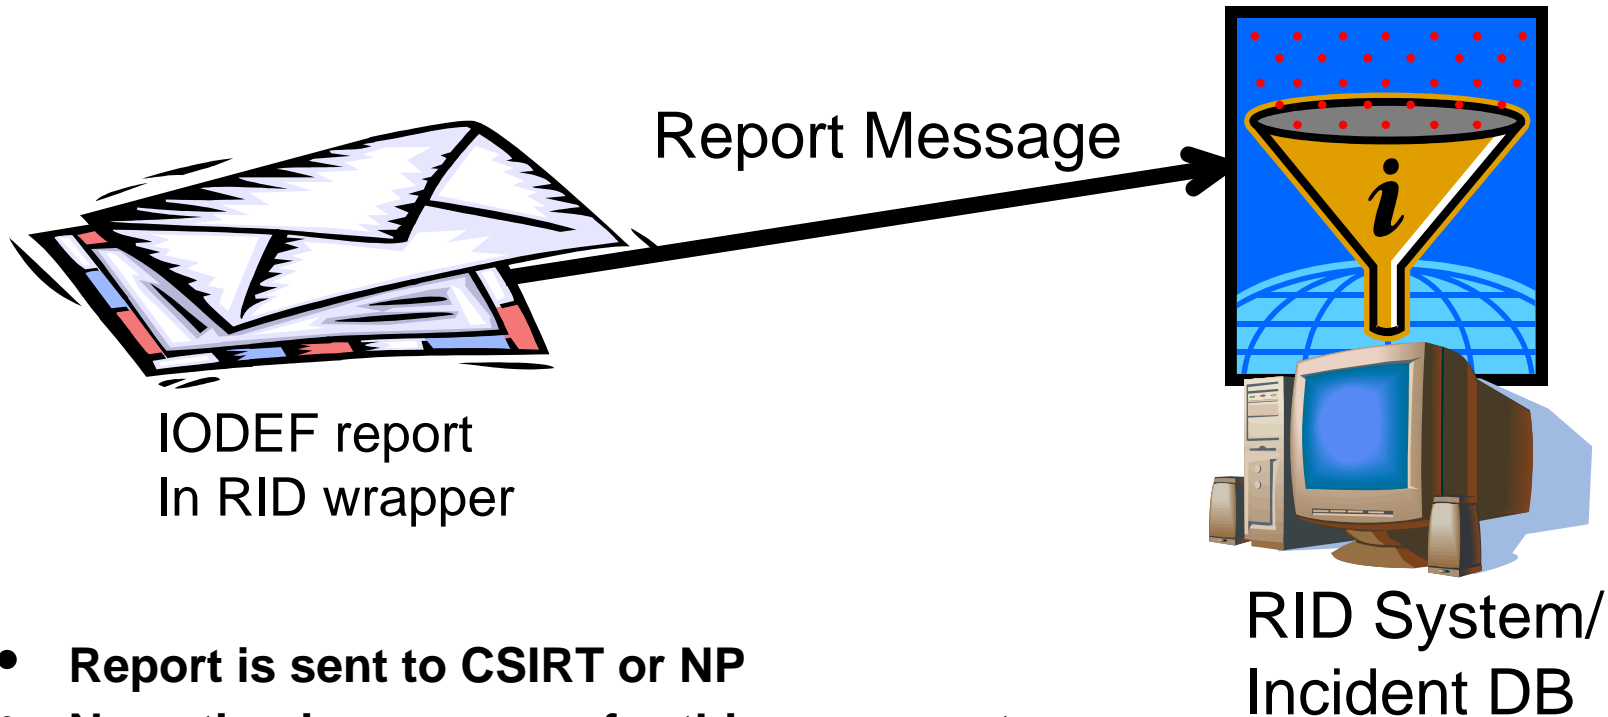 Report Message
i
IODEF report
In RID wrapper
RID System/
Incident DB
• Report is sent to CSIRT or NP